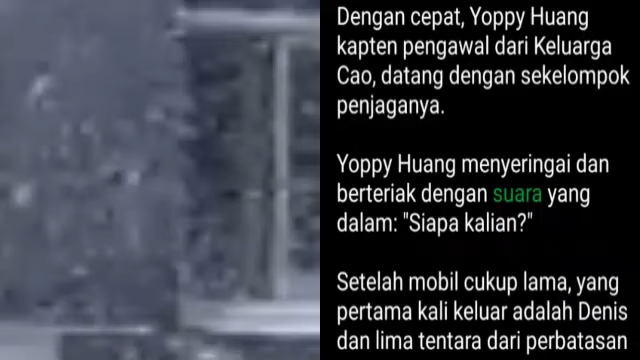 Dengan cepat, Yoppy Huang
kapten pengawal dari Keluarga
Cao, datang dengan sekelompok
penjaganya.
Yoppy Huang menyeringai dan
berteriak dengan suara yang
dalam: "Siapa kalian?"
Setelah mobil cukup lama, yang
pertama kali keluar adalah Denis
dan lima tentara dari perbatasan